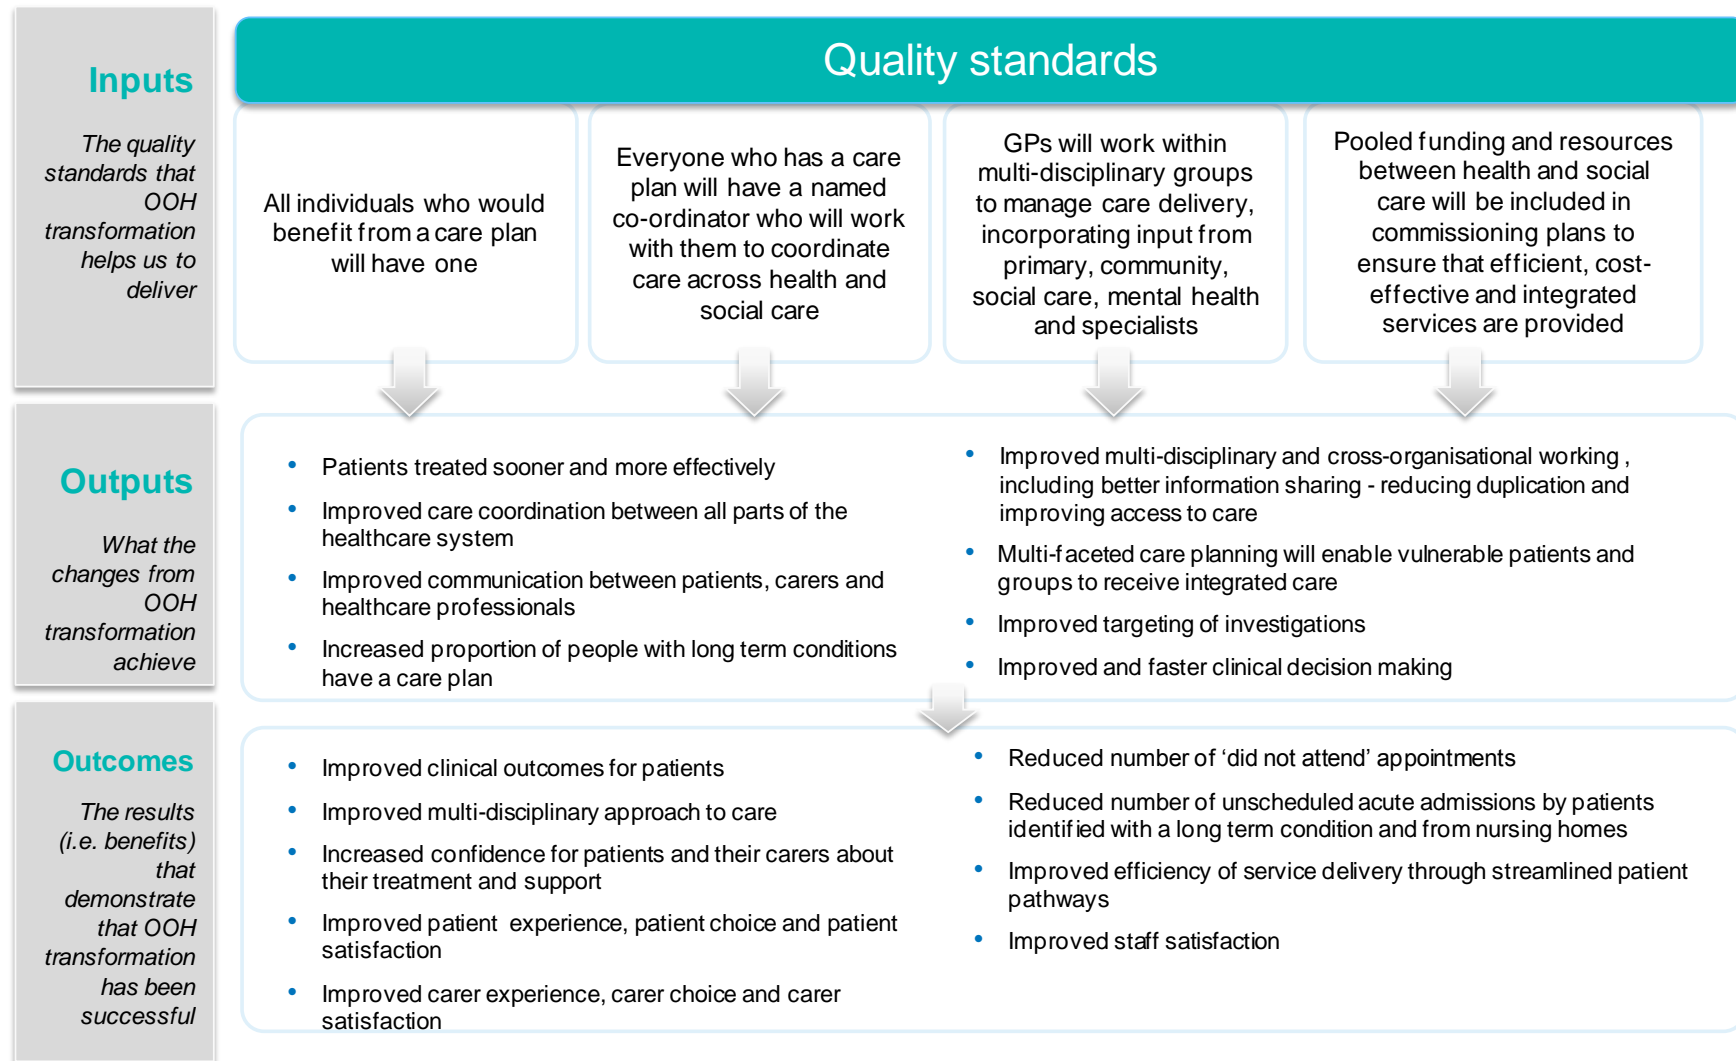 Quality standards
Inputs
The quality
standards that
OOH
transformation
helps us to
deliver
All individuals who would
benefit from a care plan
will have one
Everyone who has a care
plan will have a named
co-ordinator who will work
with them to coordinate
care across health and
social care
GPs will work within
multi-disciplinary groups
to manage care delivery,
incorporating input from
primary, community,
social care, mental health
and specialists
Pooled funding and resources
between health and social
care will be included in
commissioning plans to
ensure that efficient, cost-
effective and integrated
services are provided
Outputs
What the
changes from
OOH
transformation
achieve
• Patients treated sooner and more effectively
• Improved care coordination between all parts of the
healthcare system
• Improved communication between patients, carers and
healthcare professionals
• Increased proportion of people with long term conditions
have a care plan
• Improved multi-disciplinary and cross-organisational working ,
including better information sharing - reducing duplication and
improving access to care
• Multi-faceted care planning will enable vulnerable patients and
groups to receive integrated care
• Improved targeting of investigations
• Improved and faster clinical decision making
Outcomes
The results
(i.e. benefits)
that
demonstrate
that OOH
transformation
has been
successful
• Improved clinical outcomes for patients
• Improved multi-disciplinary approach to care
• Increased confidence for patients and their carers about
their treatment and support
• Improved patient experience, patient choice and patient
satisfaction
• Improved carer experience, carer choice and carer
satisfaction
• Reduced number of ‘did not attend’ appointments
• Reduced number of unscheduled acute admissions by patients
identified with a long term condition and from nursing homes
• Improved efficiency of service delivery through streamlined patient
pathways
• Improved staff satisfaction